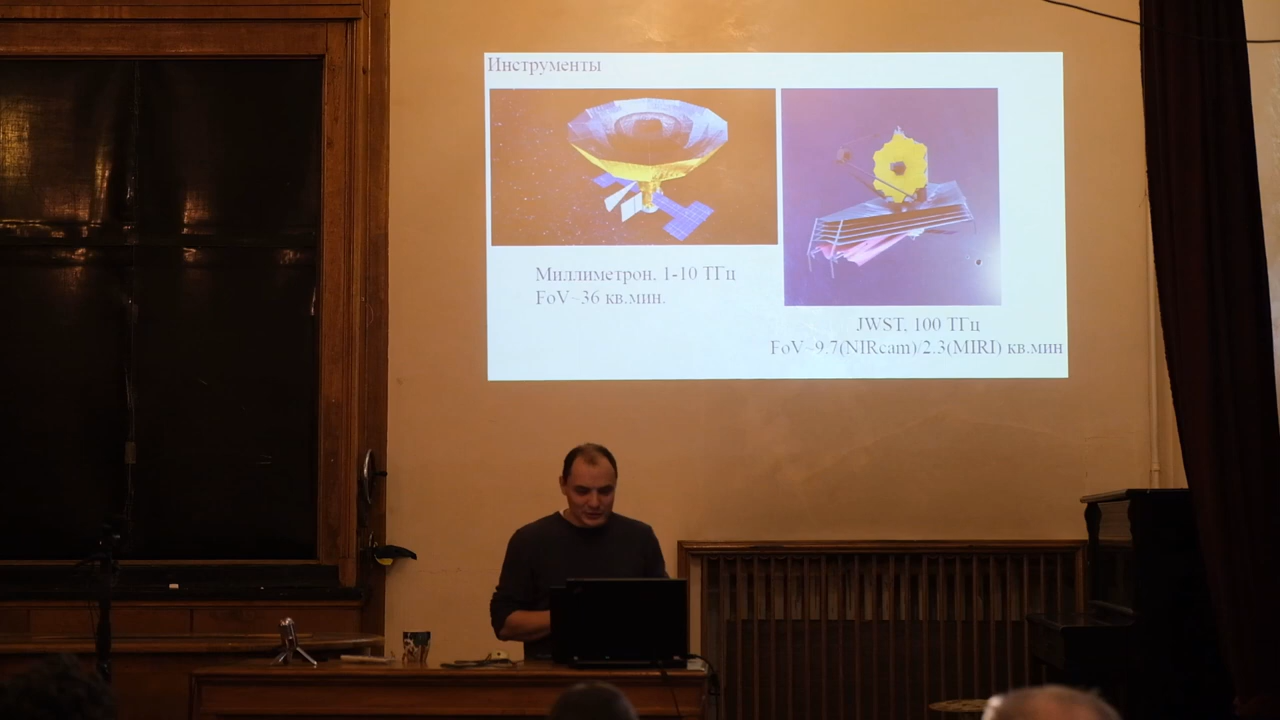 Инструменты
Миллиметрон. 1-10 ТГц
FoV~36 кв.мин.
JWST, 100 ТГц
FoV~9.7(NIRcam)/2.3(MIRI) кв.мин